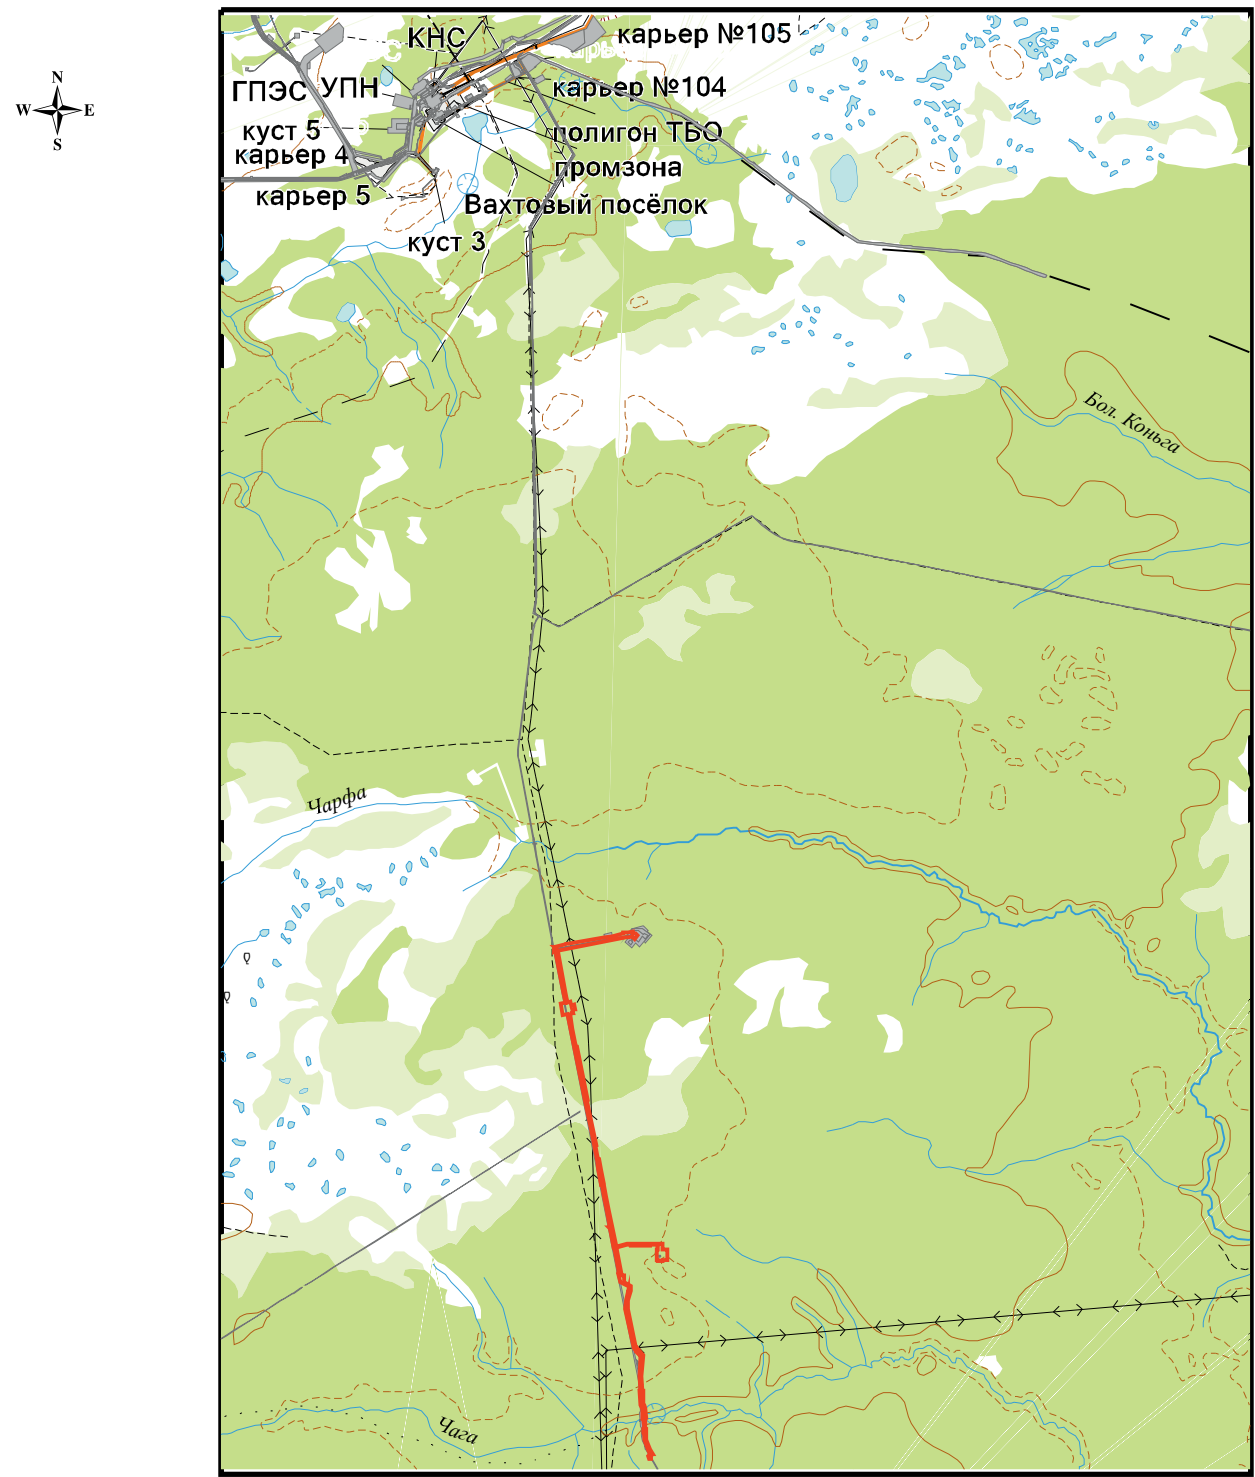 КНС
карьер №105
ГПЭС
УПН
карьер №104
куст 5
полигон ТБО
карьер 4
промзона
карьер 5
Вахтовый посёлок
куст 3
N
W
E
S
Бол. Коньга
Чарфа
Чага